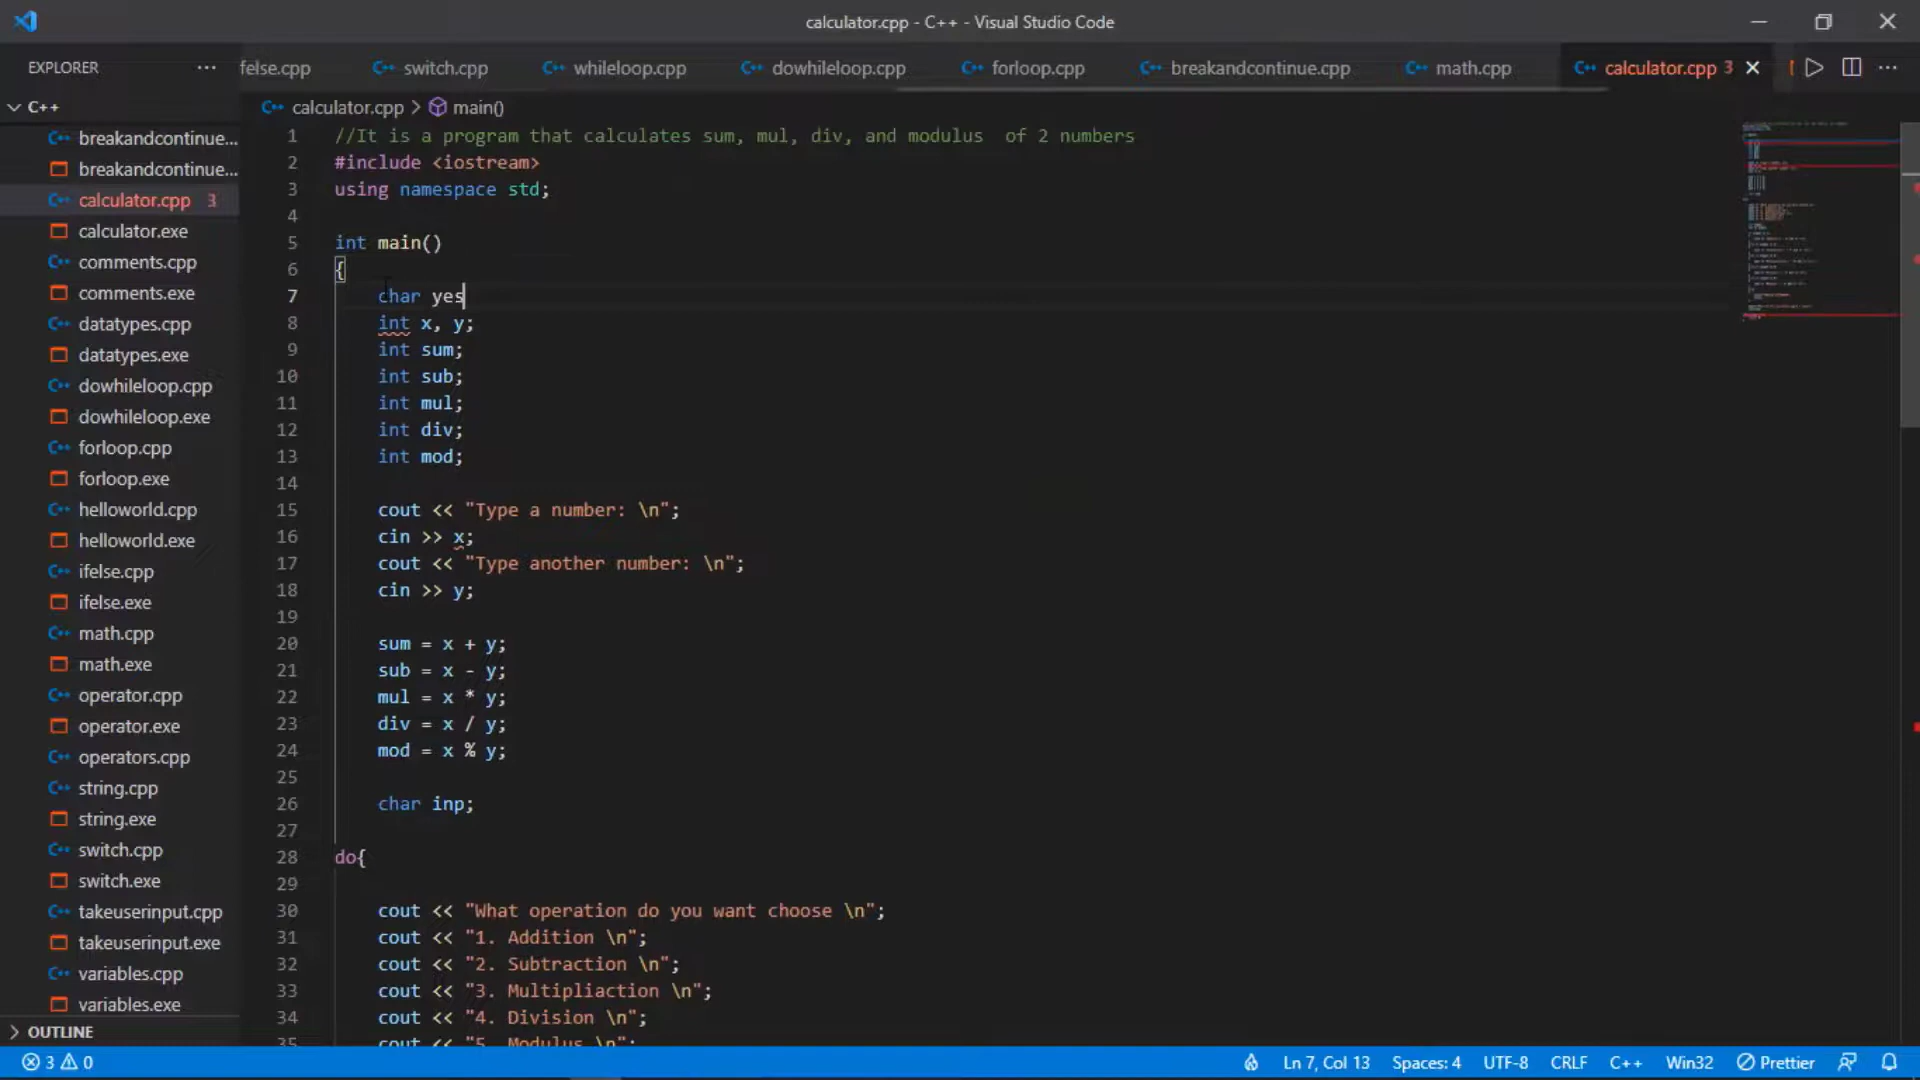 calculator.cpp - C++ - Visual Studio Code
EXPLORER ··· felse.cpp switch.cpp whileloop.cpp dowhileloop.cpp forloop.cpp breakandcontinue.cpp math.cpp calculator.cpp 3
C++
calculator.cpp > main()
breakandcontinue...
breakandcontinue...
calculator.cpp 3
calculator.exe
comments.cpp
comments.exe
datatypes.cpp
datatypes.exe
dowhileloop.cpp
dowhileloop.exe
forloop.cpp
forloop.exe
helloworld.cpp
helloworld.exe
ifelse.cpp
ifelse.exe
math.cpp
math.exe
operator.cpp
operator.exe
operators.cpp
string.cpp
string.exe
switch.cpp
switch.exe
takeuserinput.cpp
takeuserinput.exe
variables.cpp
variables.exe
OUTLINE
1 //It is a program that calculates sum, mul, div, and modulus  of 2 numbers
2 #include <iostream>
3 using namespace std;
4
5 int main()
6 {
7 char yes
8 int x, y;
9 int sum;
10 int sub;
11 int mul;
12 int div;
13 int mod;
14
15 cout << "Type a number: \n";
16 cin >> x;
17 cout << "Type another number: \n";
18 cin >> y;
19
20 sum = x + y;
21 sub = x - y;
22 mul = x * y;
23 div = x / y;
24 mod = x % y;
25
26 char inp;
27
28 do{
29
30 cout << "What operation do you want choose \n";
31 cout << "1. Addition \n";
32 cout << "2. Subtraction \n";
33 cout << "3. Multipliaction \n";
34 cout << "4. Division \n";
35 cout << "5. Modulus \n";
3 0 Ln 7, Col 13 Spaces: 4 UTF-8 CRLF C++ Win32 Prettier